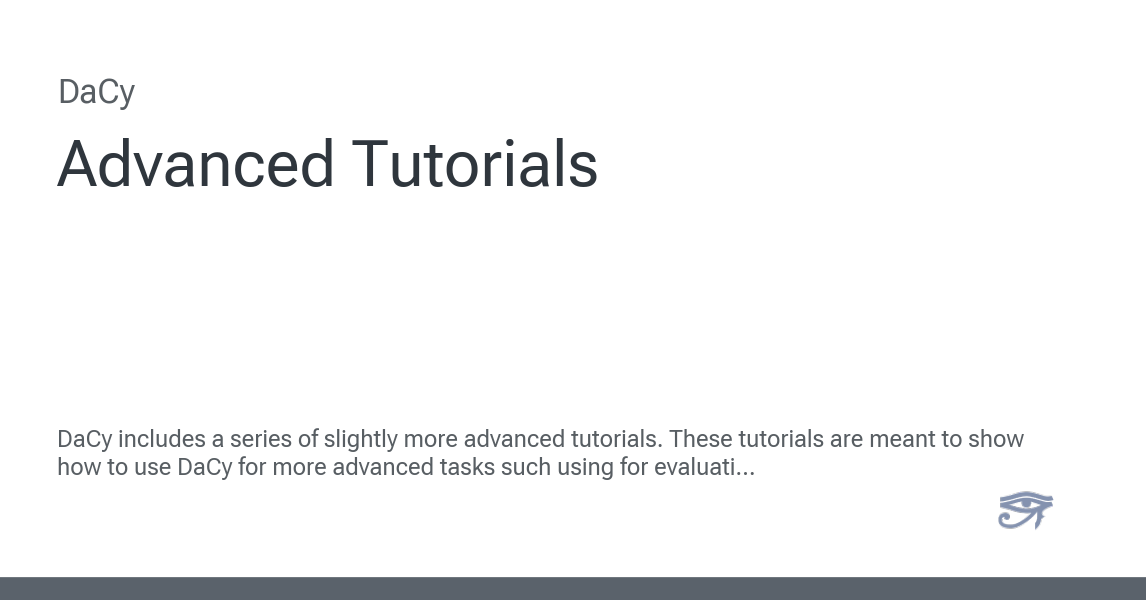 DaCy
Advanced Tutorials
DaCy includes a series of slightly more advanced tutorials. These tutorials are meant to show
how to use DaCy for more advanced tasks such using for evaluati...